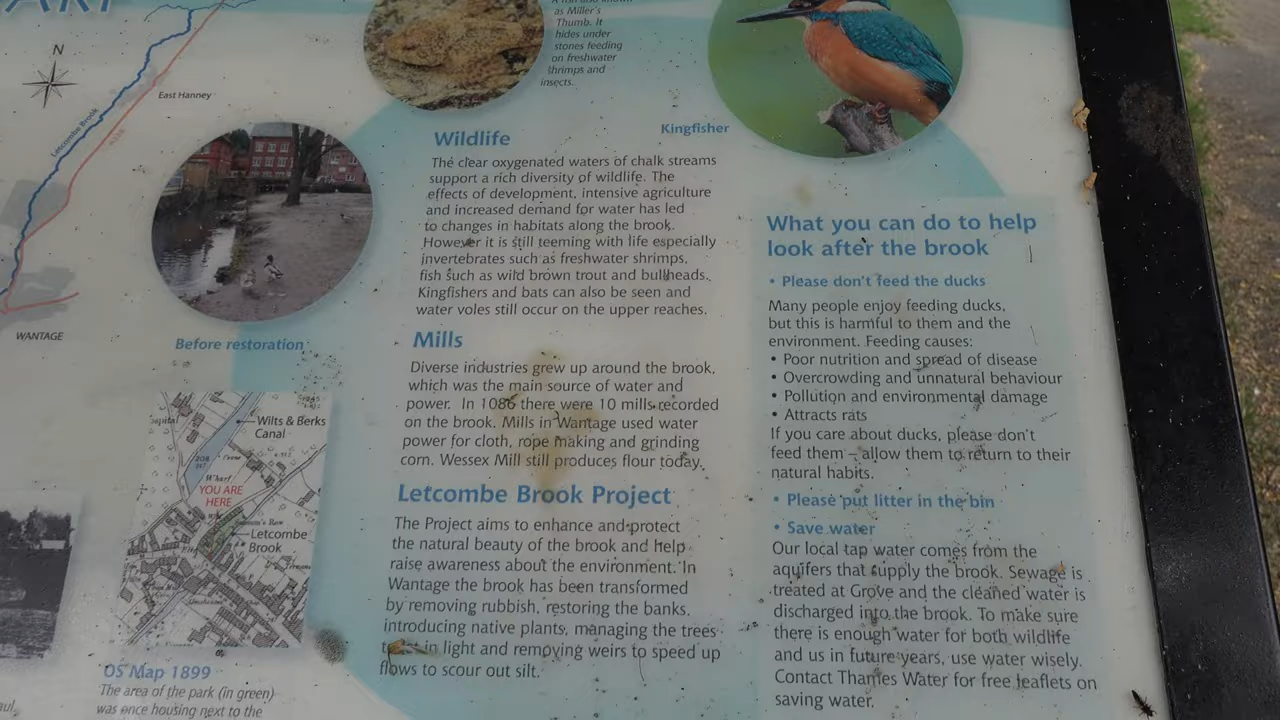 N
East Hanney
Letcombe Brook
A338
WANTAGE
Before restoration
Wilts & Berks
Canal
Wharf
YOU ARE
HERE
Letcombe
Brook
OS Map 1899
The area of the park (in green)
was once housing next to the
as Miller's
Thumb. It
hides under
stones feeding
on freshwater
shrimps and
insects.
Wildlife
The clear oxygenated waters of chalk streams
support a rich diversity of wildlife. The
effects of development, intensive agriculture
and increased demand for water has led
to changes in habitats along the brook.
However it is still teeming with life especially
invertebrates such as freshwater shrimps,
fish such as wild brown trout and bullheads.
Kingfishers and bats can also be seen and
water voles still occur on the upper reaches.
Mills
Diverse industries grew up around the brook,
which was the main source of water and
power. In 1086 there were 10 mills recorded
on the brook. Mills in Wantage used water
power for cloth, rope making and grinding
corn. Wessex Mill still produces flour today.
Letcombe Brook Project
The Project aims to enhance and protect
the natural beauty of the brook and help
raise awareness about the environment. In
Wantage the brook has been transformed
by removing rubbish, restoring the banks,
introducing native plants, managing the trees
in light and removing weirs to speed up
flows to scour out silt.
Kingfisher
What you can do to help
look after the brook
• Please don't feed the ducks
Many people enjoy feeding ducks,
but this is harmful to them and the
environment. Feeding causes:
• Poor nutrition and spread of disease
• Overcrowding and unnatural behaviour
• Pollution and environmental damage
• Attracts rats
If you care about ducks, please don't
feed them – allow them to return to their
natural habits.
• Please put litter in the bin
• Save water
Our local tap water comes from the
aquifers that supply the brook. Sewage is
treated at Grove and the cleaned water is
discharged into the brook. To make sure
there is enough water for both wildlife
and us in future years, use water wisely.
Contact Thames Water for free leaflets on
saving water.